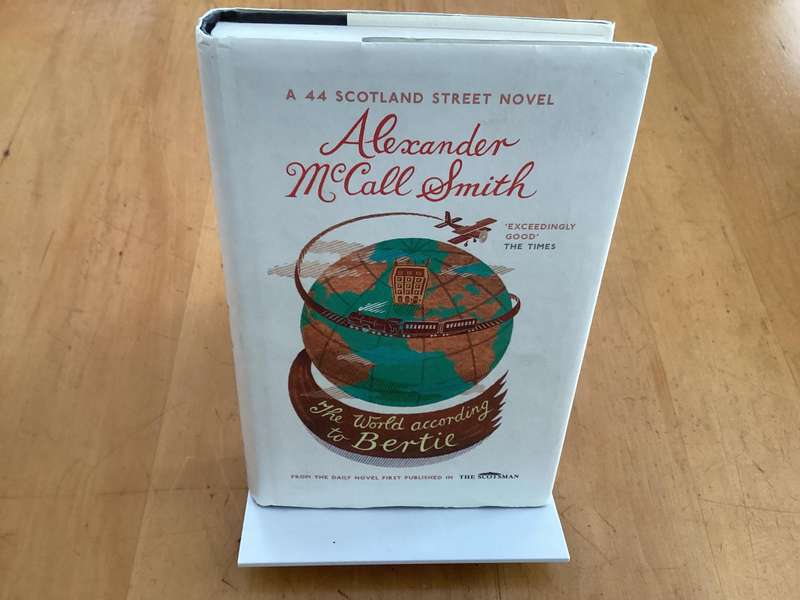 A 44 SCOTLAND STREET NOVEL
Alexander
McCall Smith
'EXCEEDINGLY
GOOD'
THE TIMES
The World according
to Bertie
FROM THE DAILY NOVEL FIRST PUBLISHED IN THE SCOTSMAN